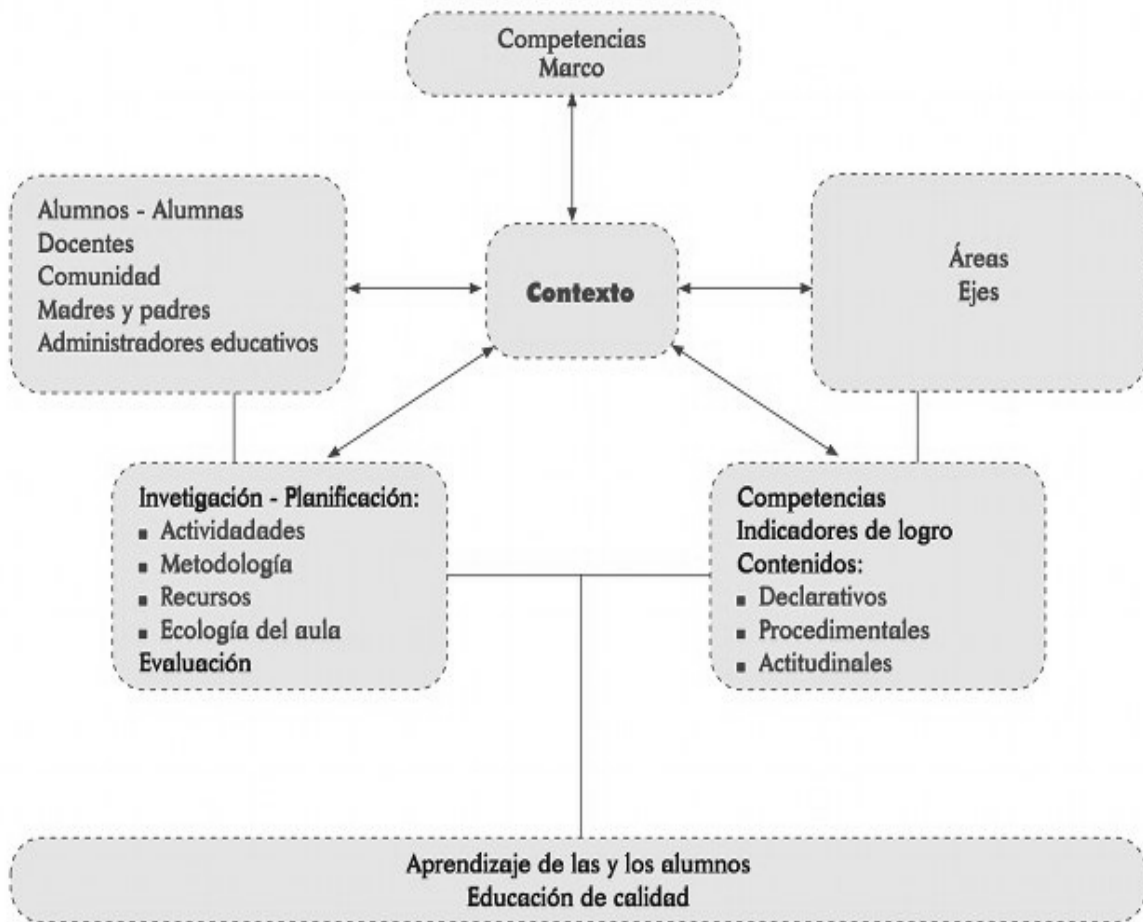 Competencias
Marco
Alumnos - Alumnas
Docentes
Comunidad
Madres y padres
Administradores educativos
Contexto
Áreas
Ejes
Invetigación - Planificación:
▪ Actividadades
▪ Metodología
▪ Recursos
▪ Ecología del aula
Evaluación
Competencias
Indicadores de logro
Contenidos:
▪ Declarativos
▪ Procedimentales
▪ Actitudinales
Aprendizaje de las y los alumnos
Educación de calidad